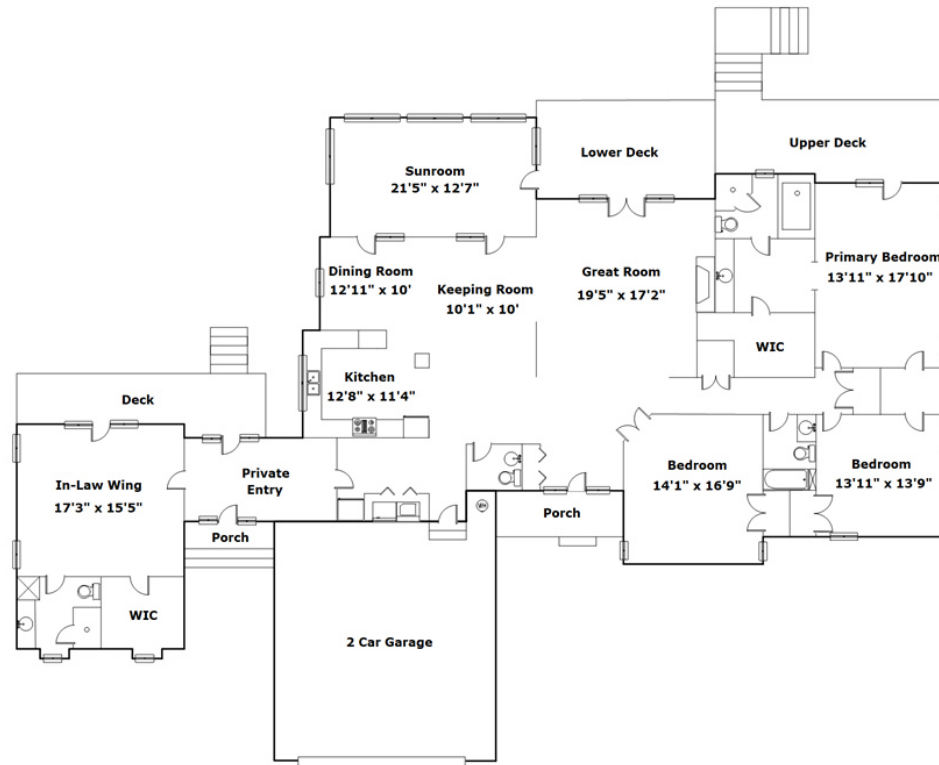 Lower Deck
Upper Deck
Sunroom
21'5" x 12'7"
Dining Room
12'11" x 10'
Keeping Room
10'1" x 10'
Great Room
19'5" x 17'2"
Primary Bedroom
13'11" x 17'10"
WIC
Kitchen
12'8" x 11'4"
Deck
In-Law Wing
17'3" x 15'5"
Private
Entry
Bedroom
14'1" x 16'9"
Bedroom
13'11" x 13'9"
Porch
Porch
WIC
2 Car Garage